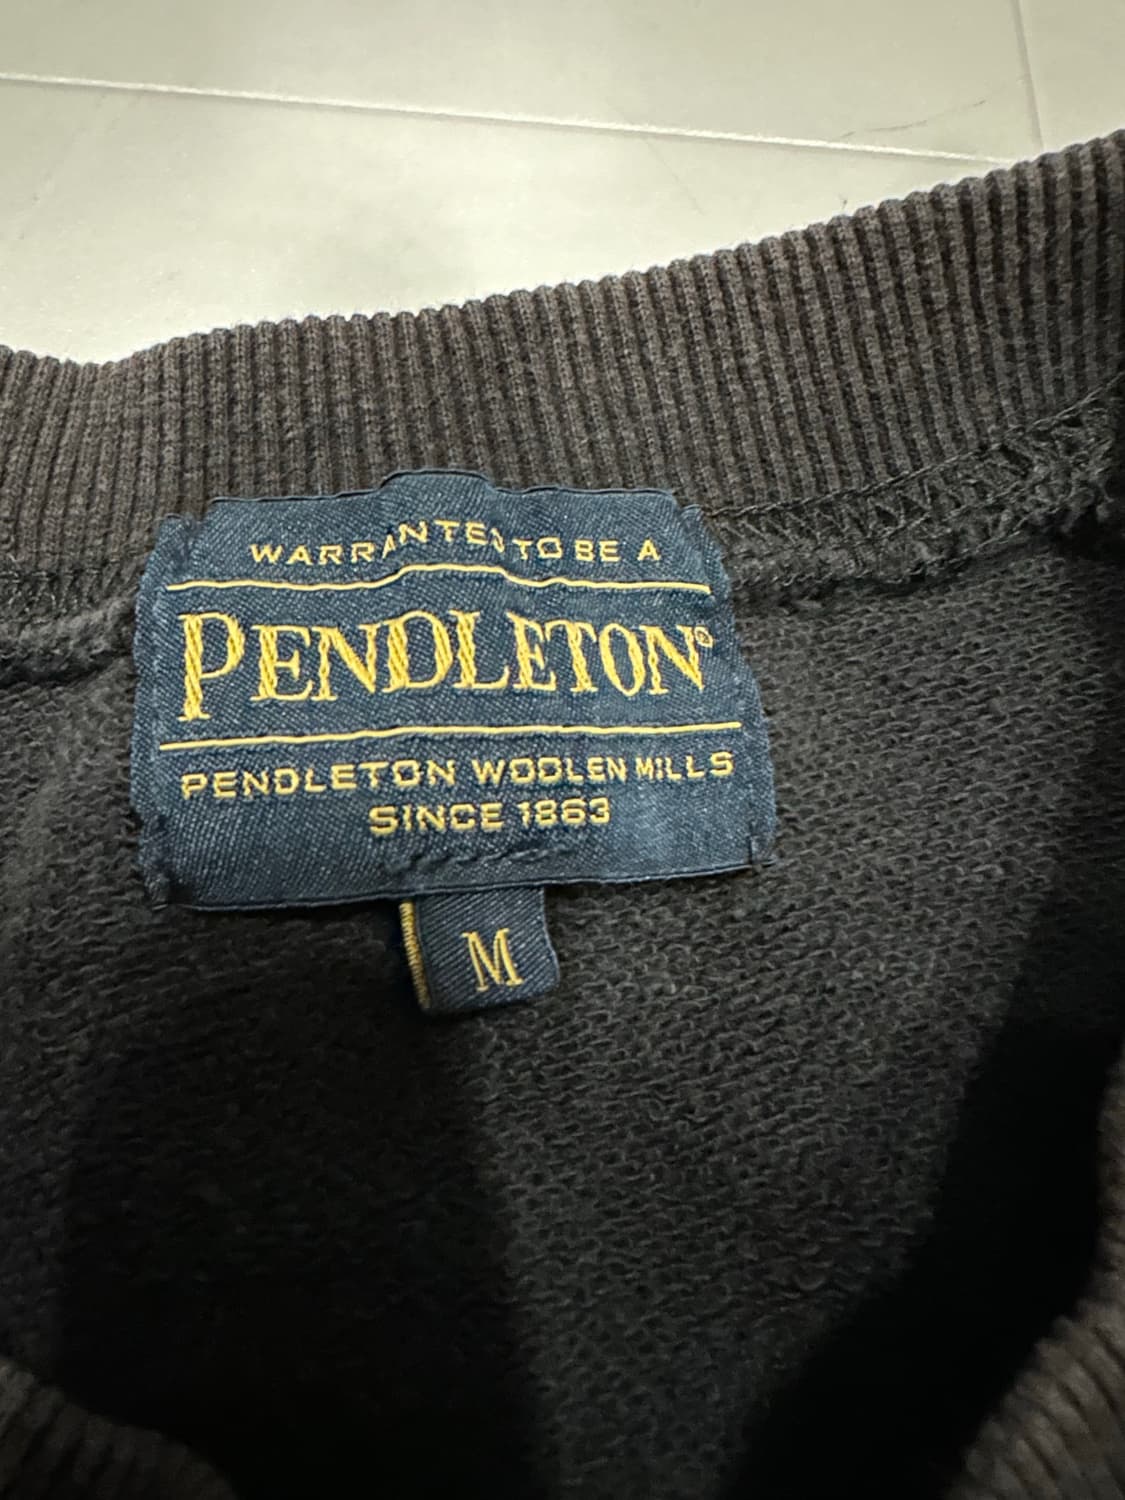 WARRANTED TO BE A
PENDLETON®
PENDLETON WOOLEN MILLS
SINCE 1863
M